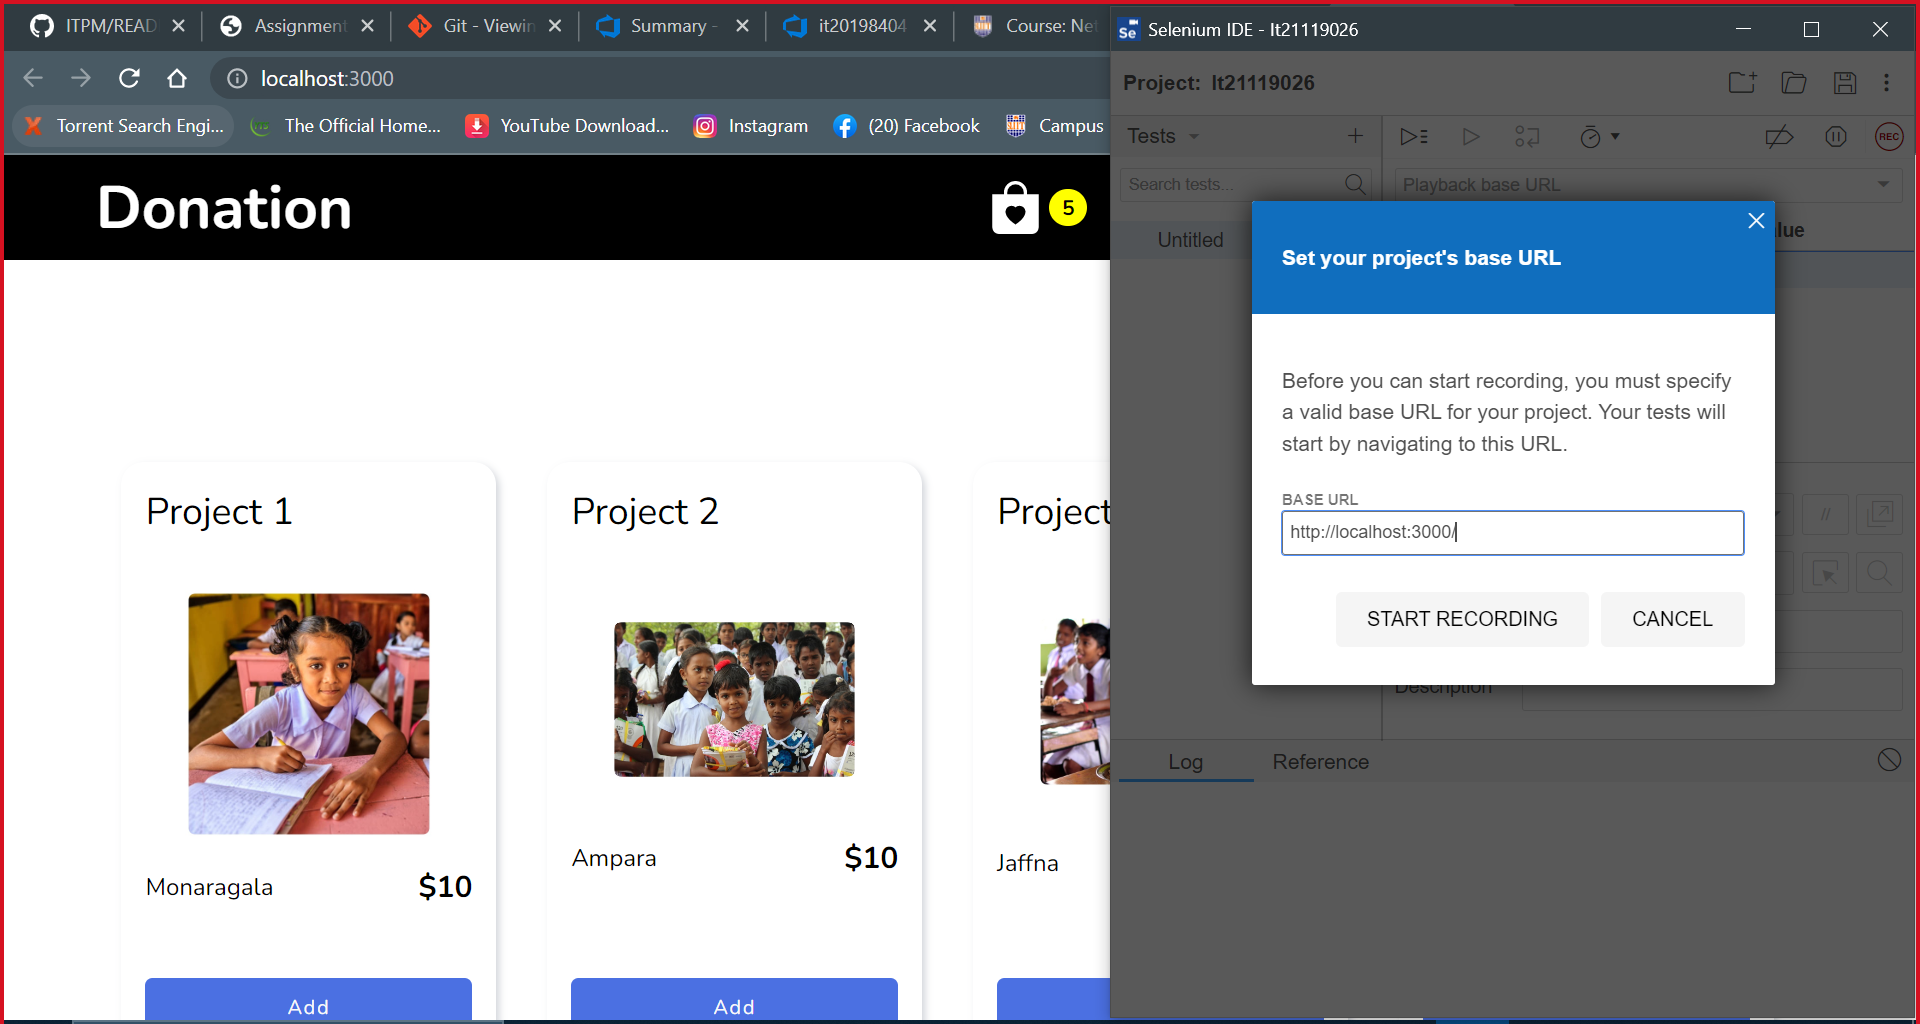 ITPM/READ
Assignment
Git - Viewin
Summary -
it20198404
Course: Net
localhost:3000
Torrent Search Engi...
The Official Home...
YouTube Download...
Instagram
(20) Facebook
Campus
Donation
5
Project 1
Monaragala
$10
Add
Project 2
Ampara
$10
Add
Project
Jaffna
Se
Selenium IDE - It21119026
Project: It21119026
Tests
REC
Search tests...
Playback base URL
Untitled
lue
Set your project's base URL
Before you can start recording, you must specify
a valid base URL for your project. Your tests will
start by navigating to this URL.
BASE URL
http://localhost:3000/
START RECORDING
CANCEL
//
Description
Log
Reference